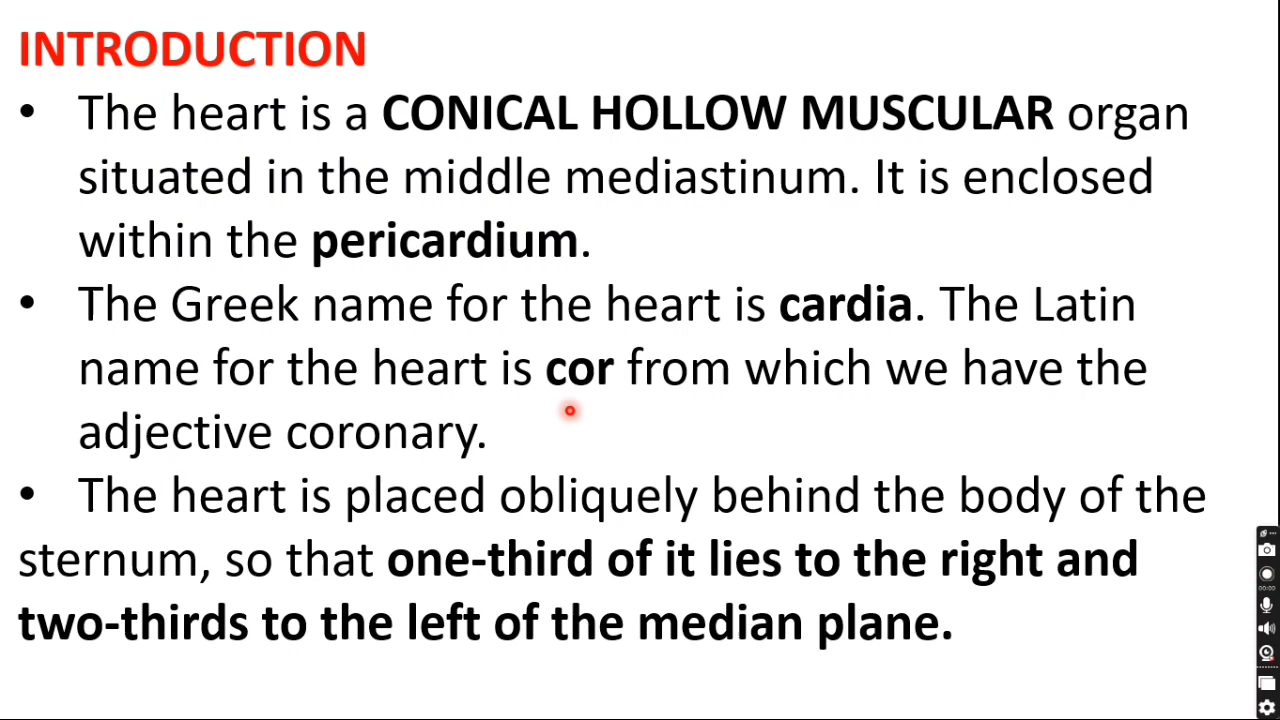 INTRODUCTION
• The heart is a CONICAL HOLLOW MUSCULAR organ
situated in the middle mediastinum. It is enclosed
within the pericardium.
• The Greek name for the heart is cardia. The Latin
name for the heart is cor from which we have the
adjective coronary.
• The heart is placed obliquely behind the body of the
sternum, so that one-third of it lies to the right and
two-thirds to the left of the median plane.
00:00